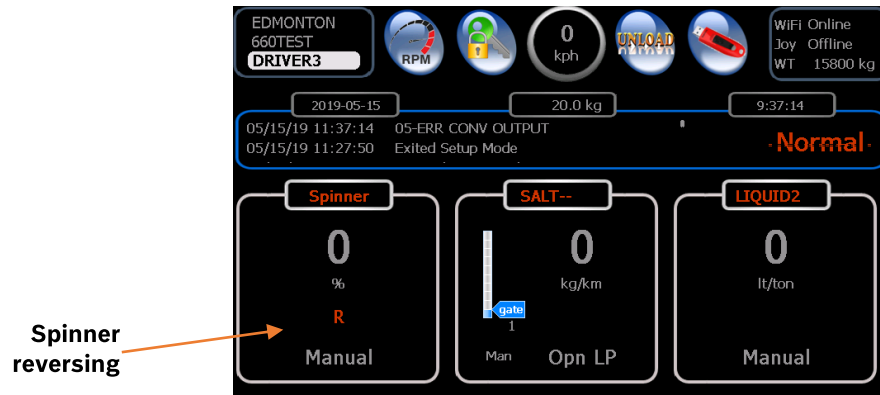 EDMONTON
660TEST
DRIVER3
RPM
0
kph
UNLOAD
WiFi Online
Joy Offline
WT 15800 kg
2019-05-15
20.0 kg
9:37:14
05/15/19 11:37:14 05-ERR CONV OUTPUT
05/15/19 11:27:50 Exited Setup Mode
Normal
Spinner
SALT--
LIQUID2
0
%
R
Manual
0
kg/km
gate
1
Man
Opn LP
0
lt/ton
Manual
Spinner
reversing